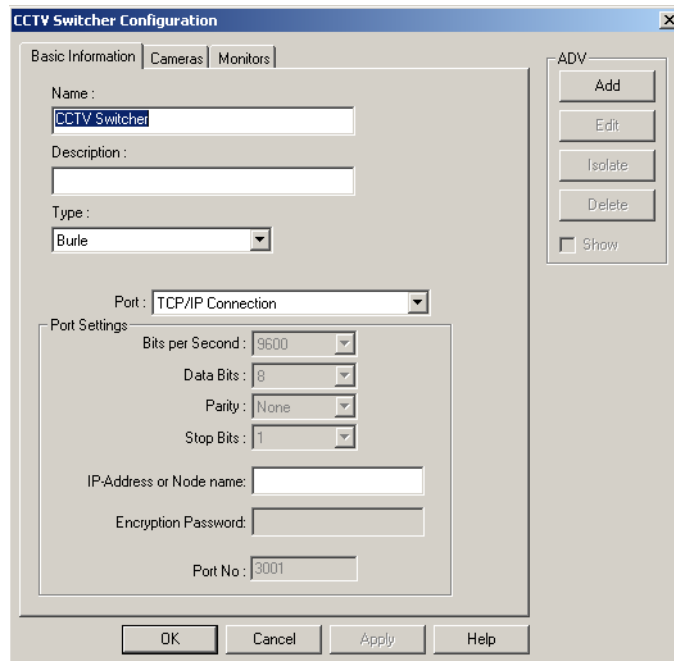 CCTV Switcher Configuration
Basic Information Cameras Monitors
Name :
CCTV Switcher
Description :
Type :
Burle
Port : TCP/IP Connection
Port Settings
Bits per Second : 9600
Data Bits : 8
Parity : None
Stop Bits : 1
IP-Address or Node name:
Encryption Password:
Port No : 3001
ADV
Add
Edit
Isolate
Delete
Show
OK Cancel Apply Help